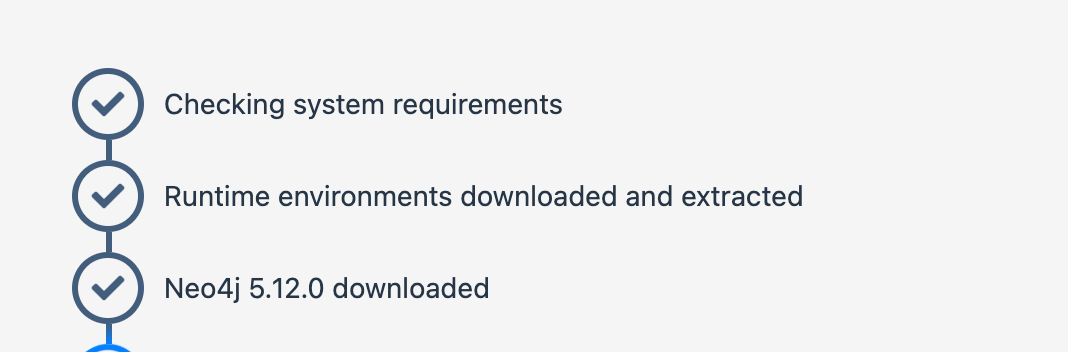 Checking system requirements
Runtime environments downloaded and extracted
Neo4j 5.12.0 downloaded